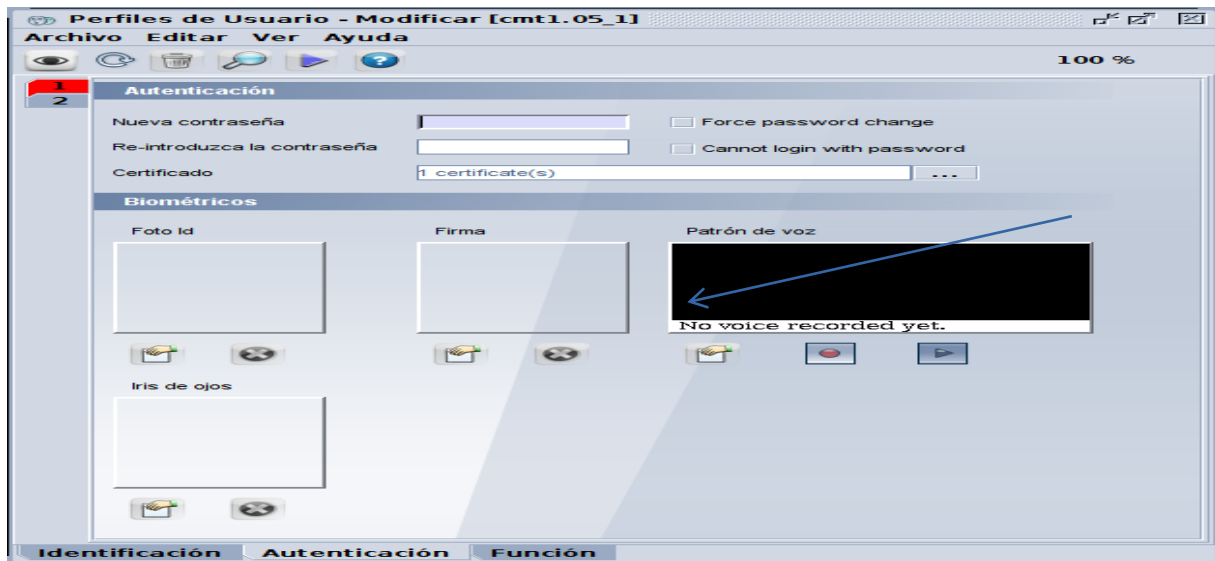 Perfiles de Usuario - Modificar [cmt1.05_1]
Archivo Editar Ver Ayuda
100 %
1
2
Autenticación
Nueva contraseña
Force password change
Re-introduzca la contraseña
Cannot login with password
Certificado
1 certificate(s)
...
Biométricos
Foto Id
Firma
Patrón de voz
No voice recorded yet.
Iris de ojos
Identificación Autenticación Función